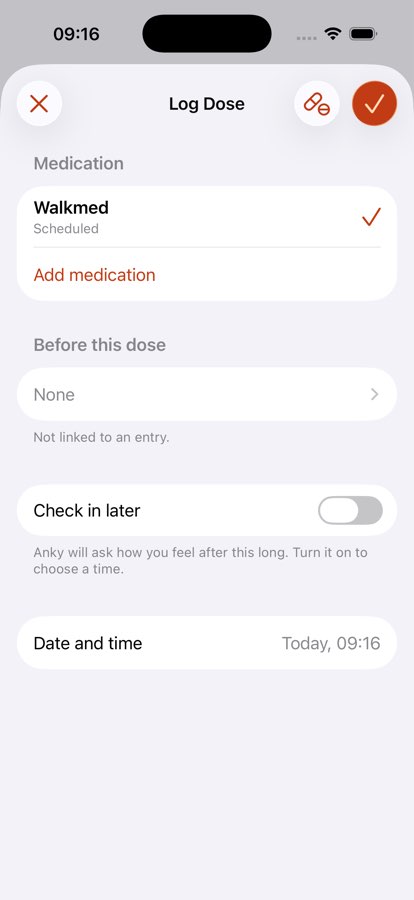 09:16
Log Dose
Medication
Walkmed
Scheduled
Add medication
Before this dose
None
Not linked to an entry.
Check in later
Anky will ask how you feel after this long. Turn it on to
choose a time.
Date and time
Today, 09:16